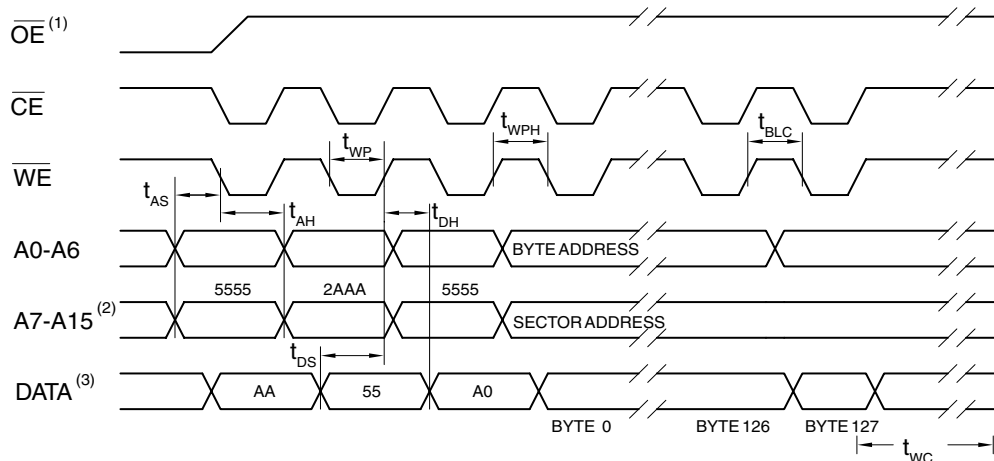 OE (1)
CE
tWP
tWPH
tBLC
WE
tAS
tAH
tDH
A0-A6
BYTE ADDRESS
5555
2AAA
5555
A7-A15 (2)
SECTOR ADDRESS
tDS
DATA (3)
AA
55
A0
BYTE 0
BYTE 126
BYTE 127
tWC